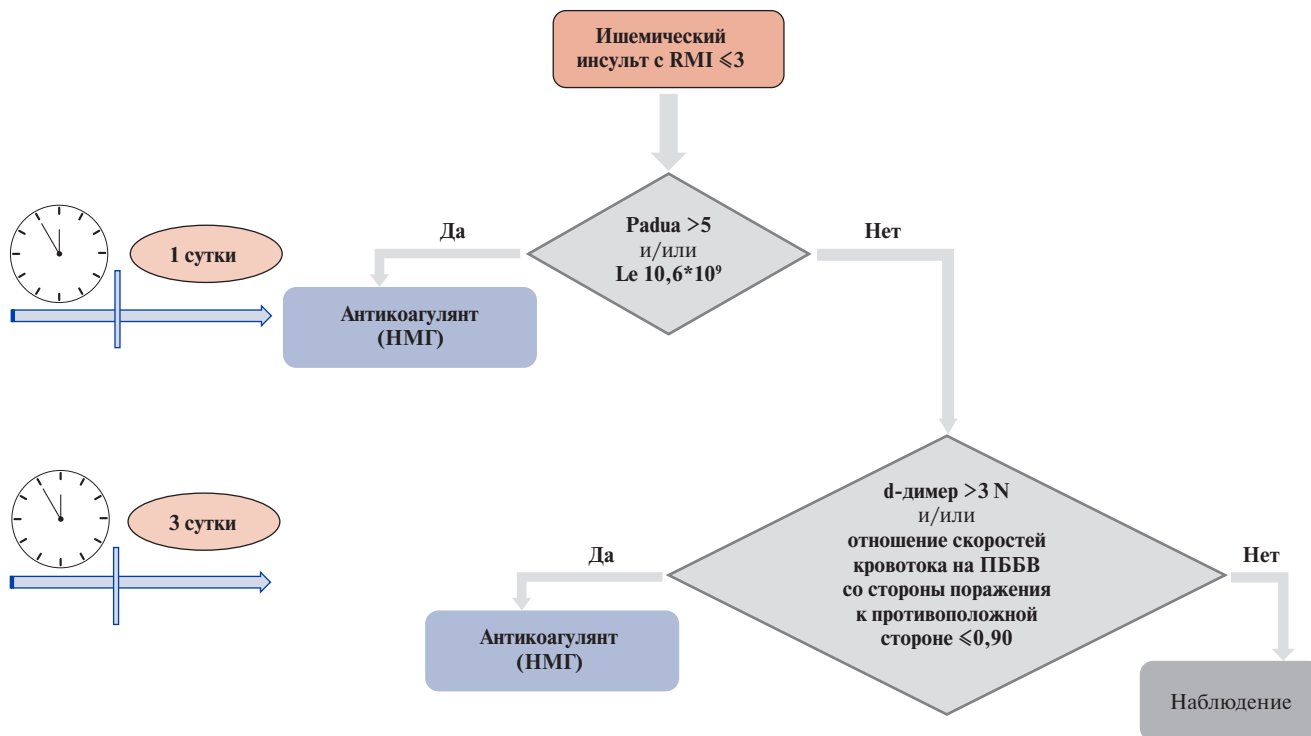 Ишемический
инсульт с RMI ⩽3
1 сутки
Да
Padua >5
и/или
Le 10,6*10⁹
Нет
Антикоагулянт
(НМГ)
3 сутки
Да
d-димер >3 N
и/или
отношение скоростей
кровотока на ПББВ
со стороны поражения
к противоположной
стороне ⩽0,90
Нет
Антикоагулянт
(НМГ)
Наблюдение